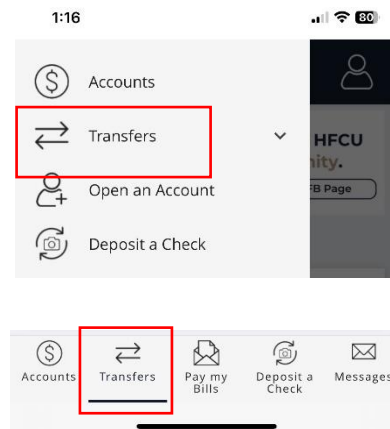 1:16 80
Accounts
Transfers
HFCU
nity.
Open an Account
FB Page
Deposit a Check
Accounts Transfers Pay my Bills Deposit a Check Messages